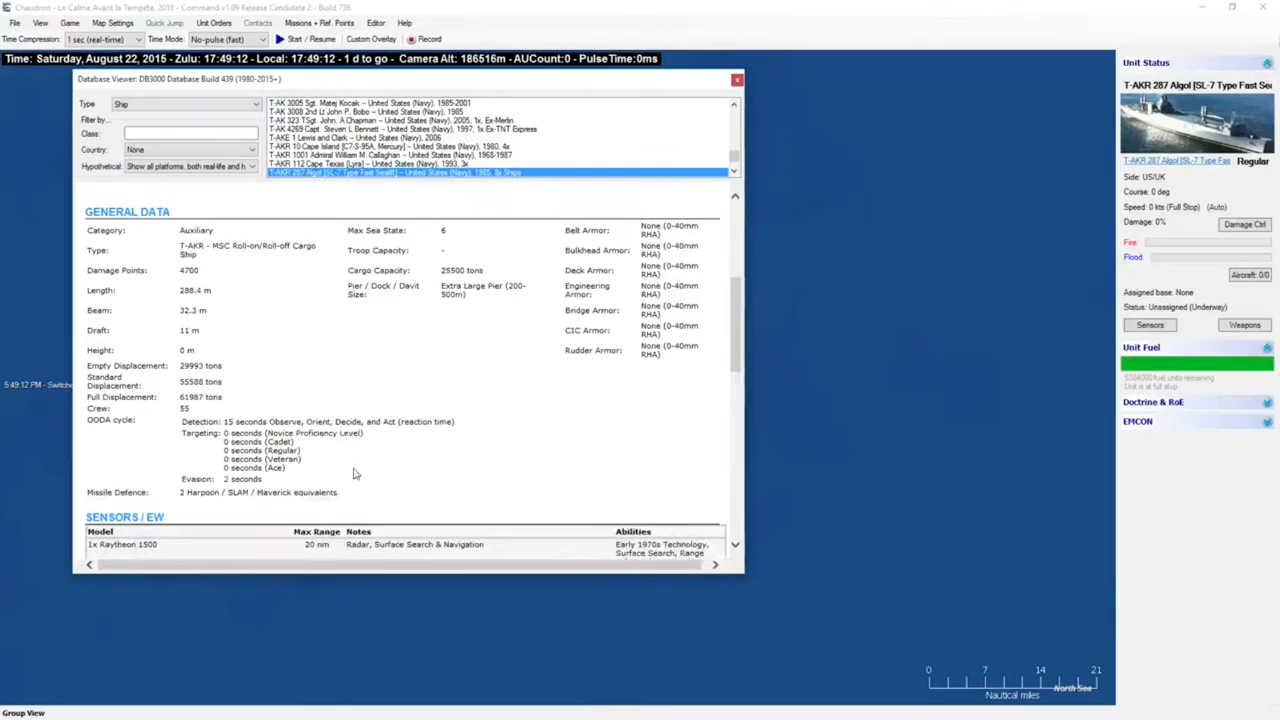 Chaudron - Le Calme Avant la Tempête, 2018 - Command v1.09 Release Candidate 2 - Build 736
File View Game Map Settings Quick Jump Unit Orders Contacts Missions + Ref. Points Editor Help
Time Compression: 1 sec (real-time) Time Mode: No-pulse (fast) Start / Resume Custom Overlay Record
Time: Saturday, August 22, 2015 - Zulu: 17:49:12 - Local: 17:49:12 - 1 d to go - Camera Alt: 186516m - AUCount:0 - PulseTime:0ms
Database Viewer: DB3000 Database Build 439 (1980-2015+)
Type Ship
Filter by...
Class:
Country: None
Hypothetical: Show all platforms, both real-life and h
T-AK 3005 Sgt. Matej Kocak -- United States (Navy), 1985-2001
T-AK 3008 2nd Lt John P. Bobo -- United States (Navy), 1985
T-AK 323 TSgt. John A Chapman -- United States (Navy), 2005, 1x, Ex-Merlin
T-AK 4269 Capt. Steven L Bennett -- United States (Navy), 1997, 1x Ex-TNT Express
T-AKE 1 Lewis and Clark -- United States (Navy), 2006
T-AKR 10 Cape Island [C7-S-95A, Mercury] -- United States (Navy), 1980, 4x
T-AKR 1001 Admiral William M. Callaghan -- United States (Navy), 1968-1987
T-AKR 112 Cape Texas [Lyra] -- United States (Navy), 1993, 3x
T-AKR 287 Algol [SL-7 Type Fast Sealift] -- United States (Navy), 1985, 8x Ships
GENERAL DATA
Category: Auxiliary Max Sea State: 6 Belt Armor: None (0-40mm RHA)
Type: T-AKR - MSC Roll-on/Roll-off Cargo Ship Troop Capacity: - Bulkhead Armor: None (0-40mm RHA)
Damage Points: 4700 Cargo Capacity: 25500 tons Deck Armor: None (0-40mm RHA)
Length: 288.4 m Pier / Dock / Davit Size: Extra Large Pier (200-500m) Engineering Armor: None (0-40mm RHA)
Beam: 32.3 m Bridge Armor: None (0-40mm RHA)
Draft: 11 m CIC Armor: None (0-40mm RHA)
Height: 0 m Rudder Armor: None (0-40mm RHA)
Empty Displacement: 29993 tons
Standard Displacement: 55588 tons
Full Displacement: 61987 tons
Crew: 55
OODA cycle: Detection: 15 seconds Observe, Orient, Decide, and Act (reaction time)
Targeting: 0 seconds (Novice Proficiency Level)
0 seconds (Cadet)
0 seconds (Regular)
0 seconds (Veteran)
0 seconds (Ace)
Evasion: 2 seconds
Missile Defence: 2 Harpoon / SLAM / Maverick equivalents
SENSORS / EW
Model Max Range Notes Abilities
1x Raytheon 1500 20 nm Radar, Surface Search & Navigation Early 1970s Technology,
Surface Search, Range
5:49:12 PM - Switche
Unit Status
T-AKR 287 Algol [SL-7 Type Fast Sea
T-AKR 287 Algol [SL-7 Type Fas Regular
Side: US/UK
Course: 0 deg
Speed: 0 kts (Full Stop) (Auto)
Damage: 0% Damage Ctrl
Fire:
Flood:
Aircraft: 0/0
Assigned base: None
Status: Unassigned (Underway)
Sensors Weapons
Unit Fuel
5384000 fuel units remaining
Unit is at full stop
Doctrine & RoE
EMCON
0 7 14 21
North Sea
Nautical miles
Group View